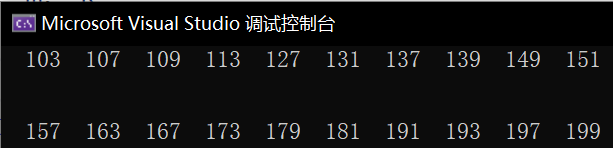 C:\ Microsoft Visual Studio 调试控制台
103 107 109 113 127 131 137 139 149 151
157 163 167 173 179 181 191 193 197 199